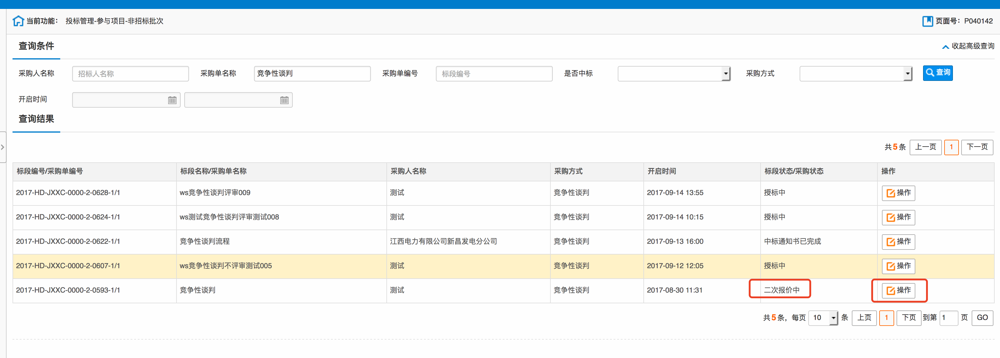 当前功能： 投标管理-参与项目-非招标批次 页面号：P040142
查询条件 收起高级查询
采购人名称 招标人名称 采购单名称 竞争性谈判 采购单编号 标段编号 是否中标 采购方式 查询
开启时间
查询结果
共5条 上一页 1 下一页
标段编号/采购单编号 标段名称/采购单名称 采购人名称 采购方式 开启时间 标段状态/采购状态 操作
2017-HD-JXXC-0000-2-0628-1/1 ws竞争性谈判评审009 测试 竞争性谈判 2017-09-14 13:55 授标中 操作
2017-HD-JXXC-0000-2-0624-1/1 ws测试竞争性谈判评审测试008 测试 竞争性谈判 2017-09-14 10:15 授标中 操作
2017-HD-JXXC-0000-2-0622-1/1 竞争性谈判流程 江西电力有限公司新昌发电分公司 竞争性谈判 2017-09-13 16:00 中标通知书已完成 操作
2017-HD-JXXC-0000-2-0607-1/1 ws竞争性谈判不评审测试005 测试 竞争性谈判 2017-09-12 12:05 授标中 操作
2017-HD-JXXC-0000-2-0593-1/1 竞争性谈判 测试 竞争性谈判 2017-08-30 11:31 二次报价中 操作
共5条，每页 10 条 上页 1 下页 到第 1 页 GO